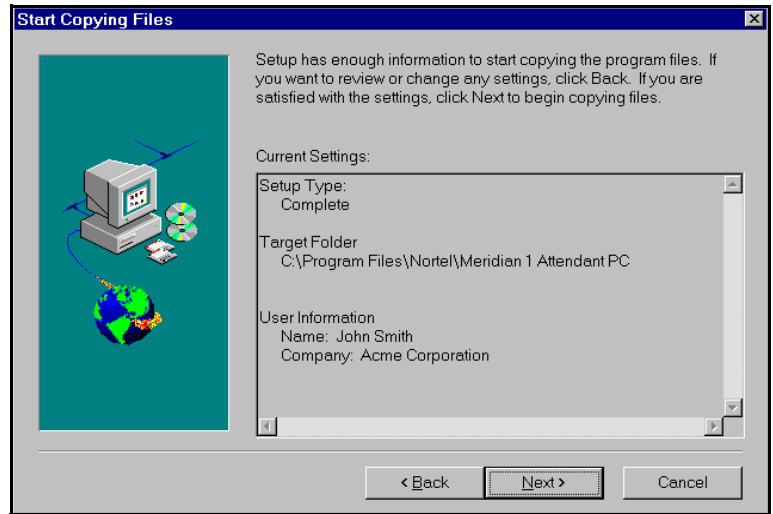 Start Copying Files
Setup has enough information to start copying the program files. If
you want to review or change any settings, click Back. If you are
satisfied with the settings, click Next to begin copying files.
Current Settings:
Setup Type:
Complete
Target Folder
C:\Program Files\Nortel\Meridian 1 Attendant PC
User Information
Name: John Smith
Company: Acme Corporation
< Back
Next >
Cancel